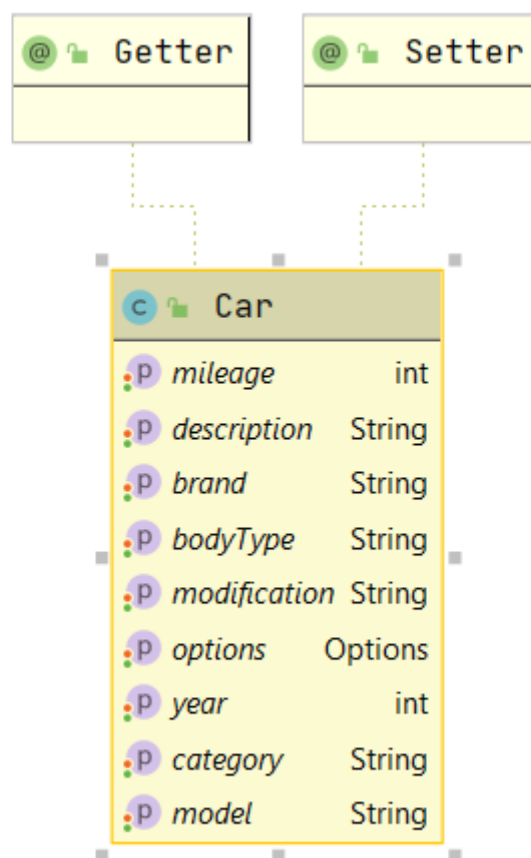 @ Getter
@ Setter
C Car
p mileage int
p description String
p brand String
p bodyType String
p modification String
p options Options
p year int
p category String
p model String